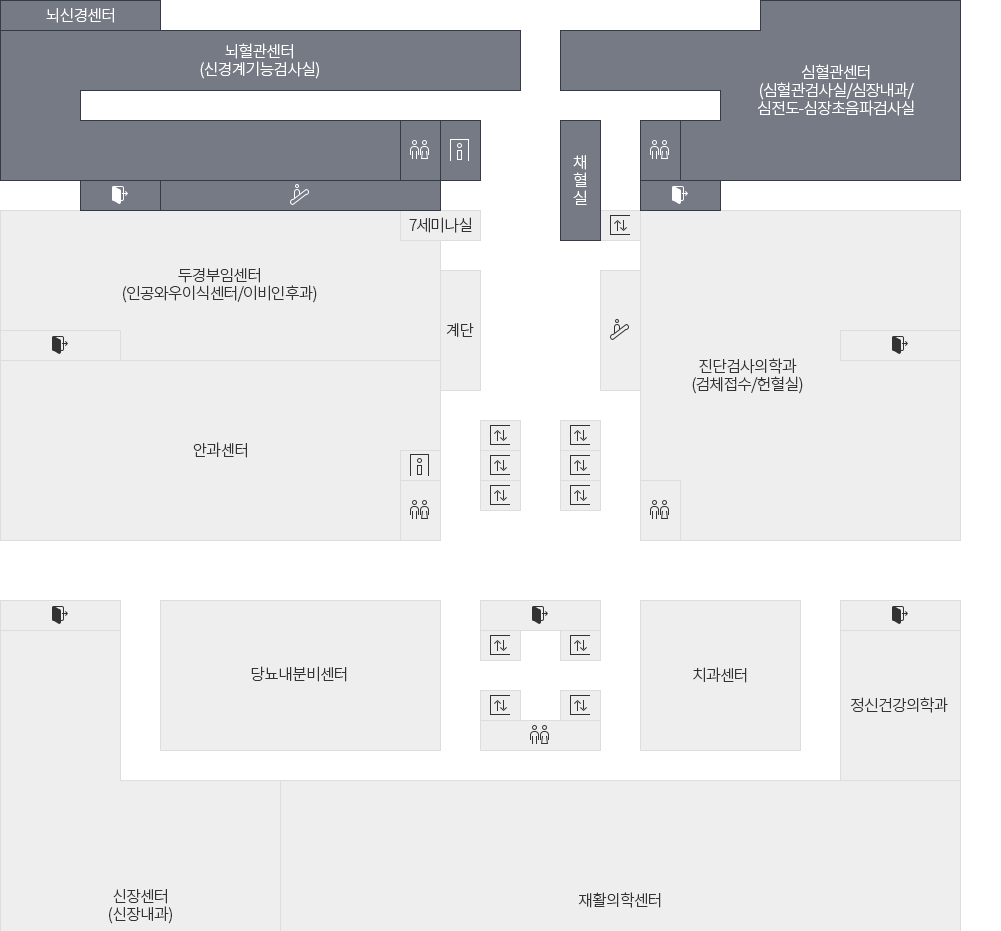 뇌신경센터
뇌혈관센터
(신경계기능검사실)
심혈관센터
(심혈관검사실/심장내과/
심전도-심장초음파검사실
채
혈
실
7세미나실
두경부임센터
(인공와우이식센터/이비인후과)
계단
진단검사의학과
(검체접수/헌혈실)
안과센터
당뇨내분비센터
치과센터
정신건강의학과
신장센터
(신장내과)
재활의학센터